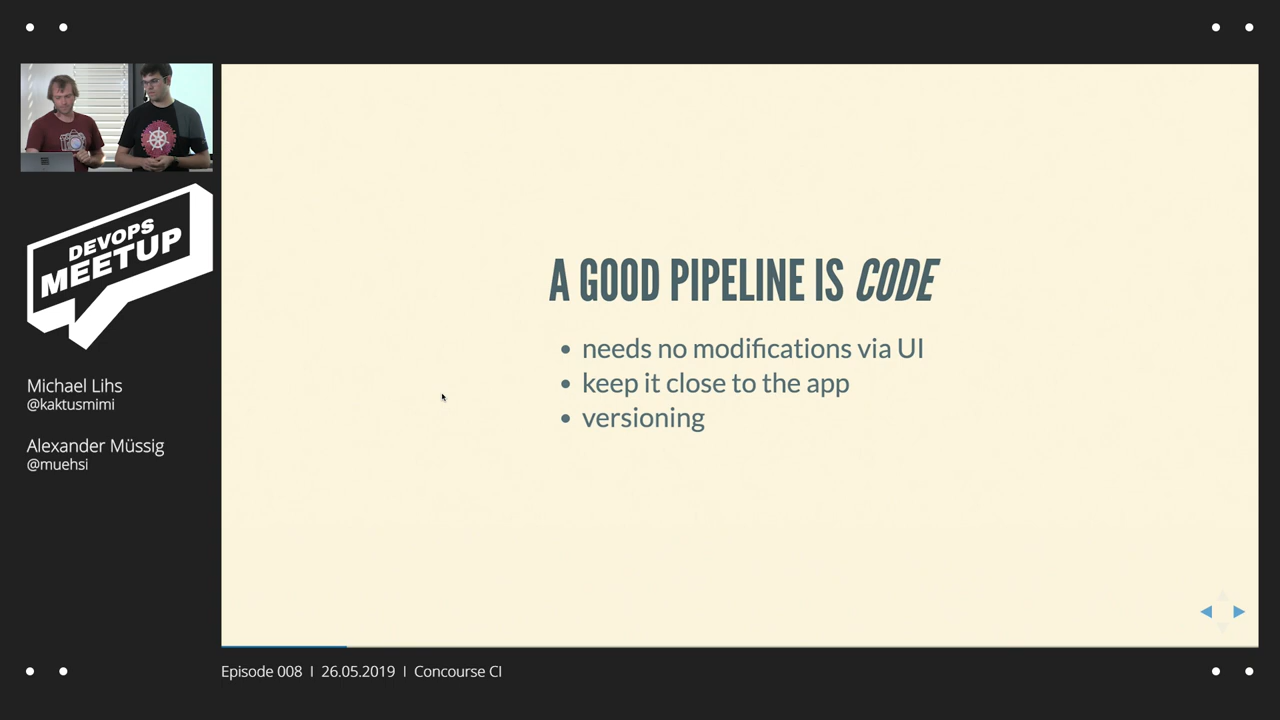 DEVOPS
MEETUP
Michael Lihs
@kaktusmimi
Alexander Müssig
@muehsi
A GOOD PIPELINE IS CODE
• needs no modifications via UI
• keep it close to the app
• versioning
Episode 008 | 26.05.2019 | Concourse CI